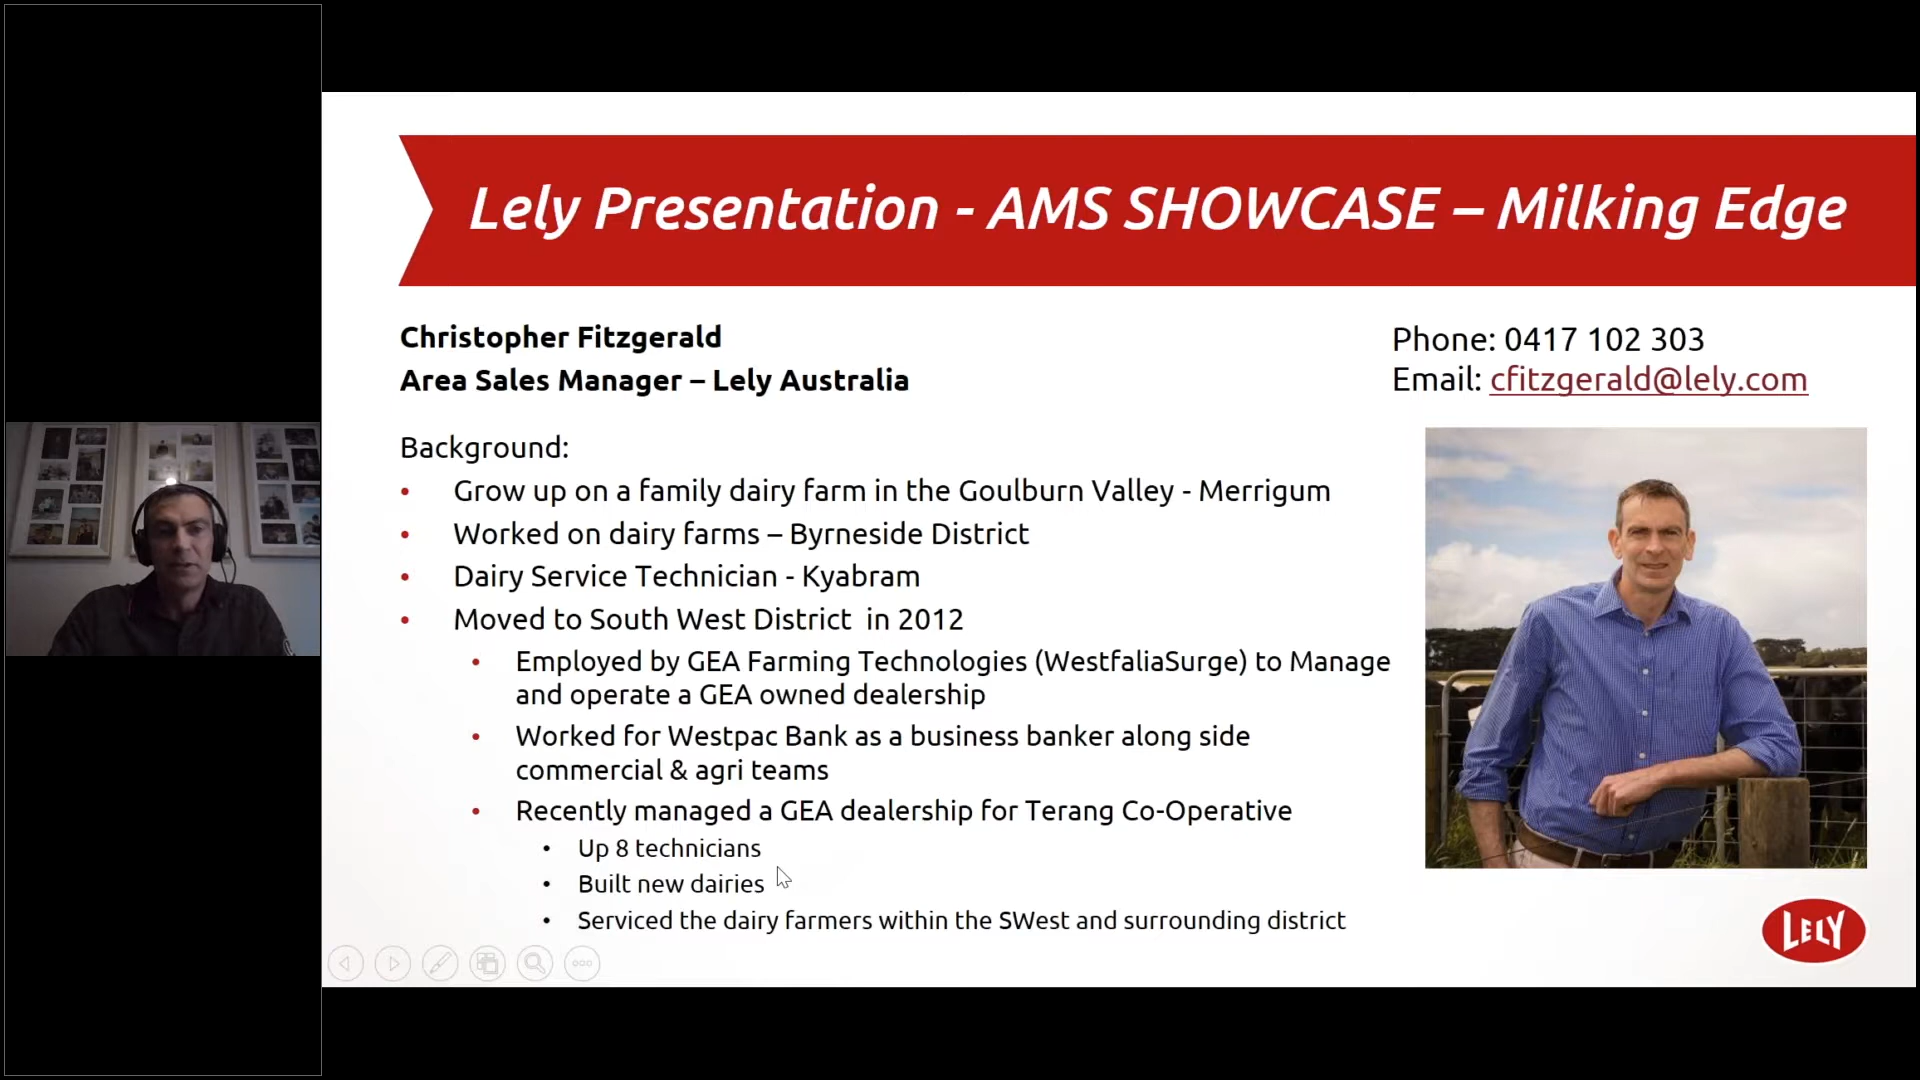 Lely Presentation - AMS SHOWCASE – Milking Edge
Christopher Fitzgerald
Area Sales Manager – Lely Australia
Phone: 0417 102 303
Email: cfitzgerald@lely.com
Background:
• Grow up on a family dairy farm in the Goulburn Valley - Merrigum
• Worked on dairy farms – Byrneside District
• Dairy Service Technician - Kyabram
• Moved to South West District in 2012
• Employed by GEA Farming Technologies (WestfaliaSurge) to Manage
and operate a GEA owned dealership
• Worked for Westpac Bank as a business banker along side
commercial & agri teams
• Recently managed a GEA dealership for Terang Co-Operative
• Up 8 technicians
• Built new dairies
• Serviced the dairy farmers within the SWest and surrounding district
LELY